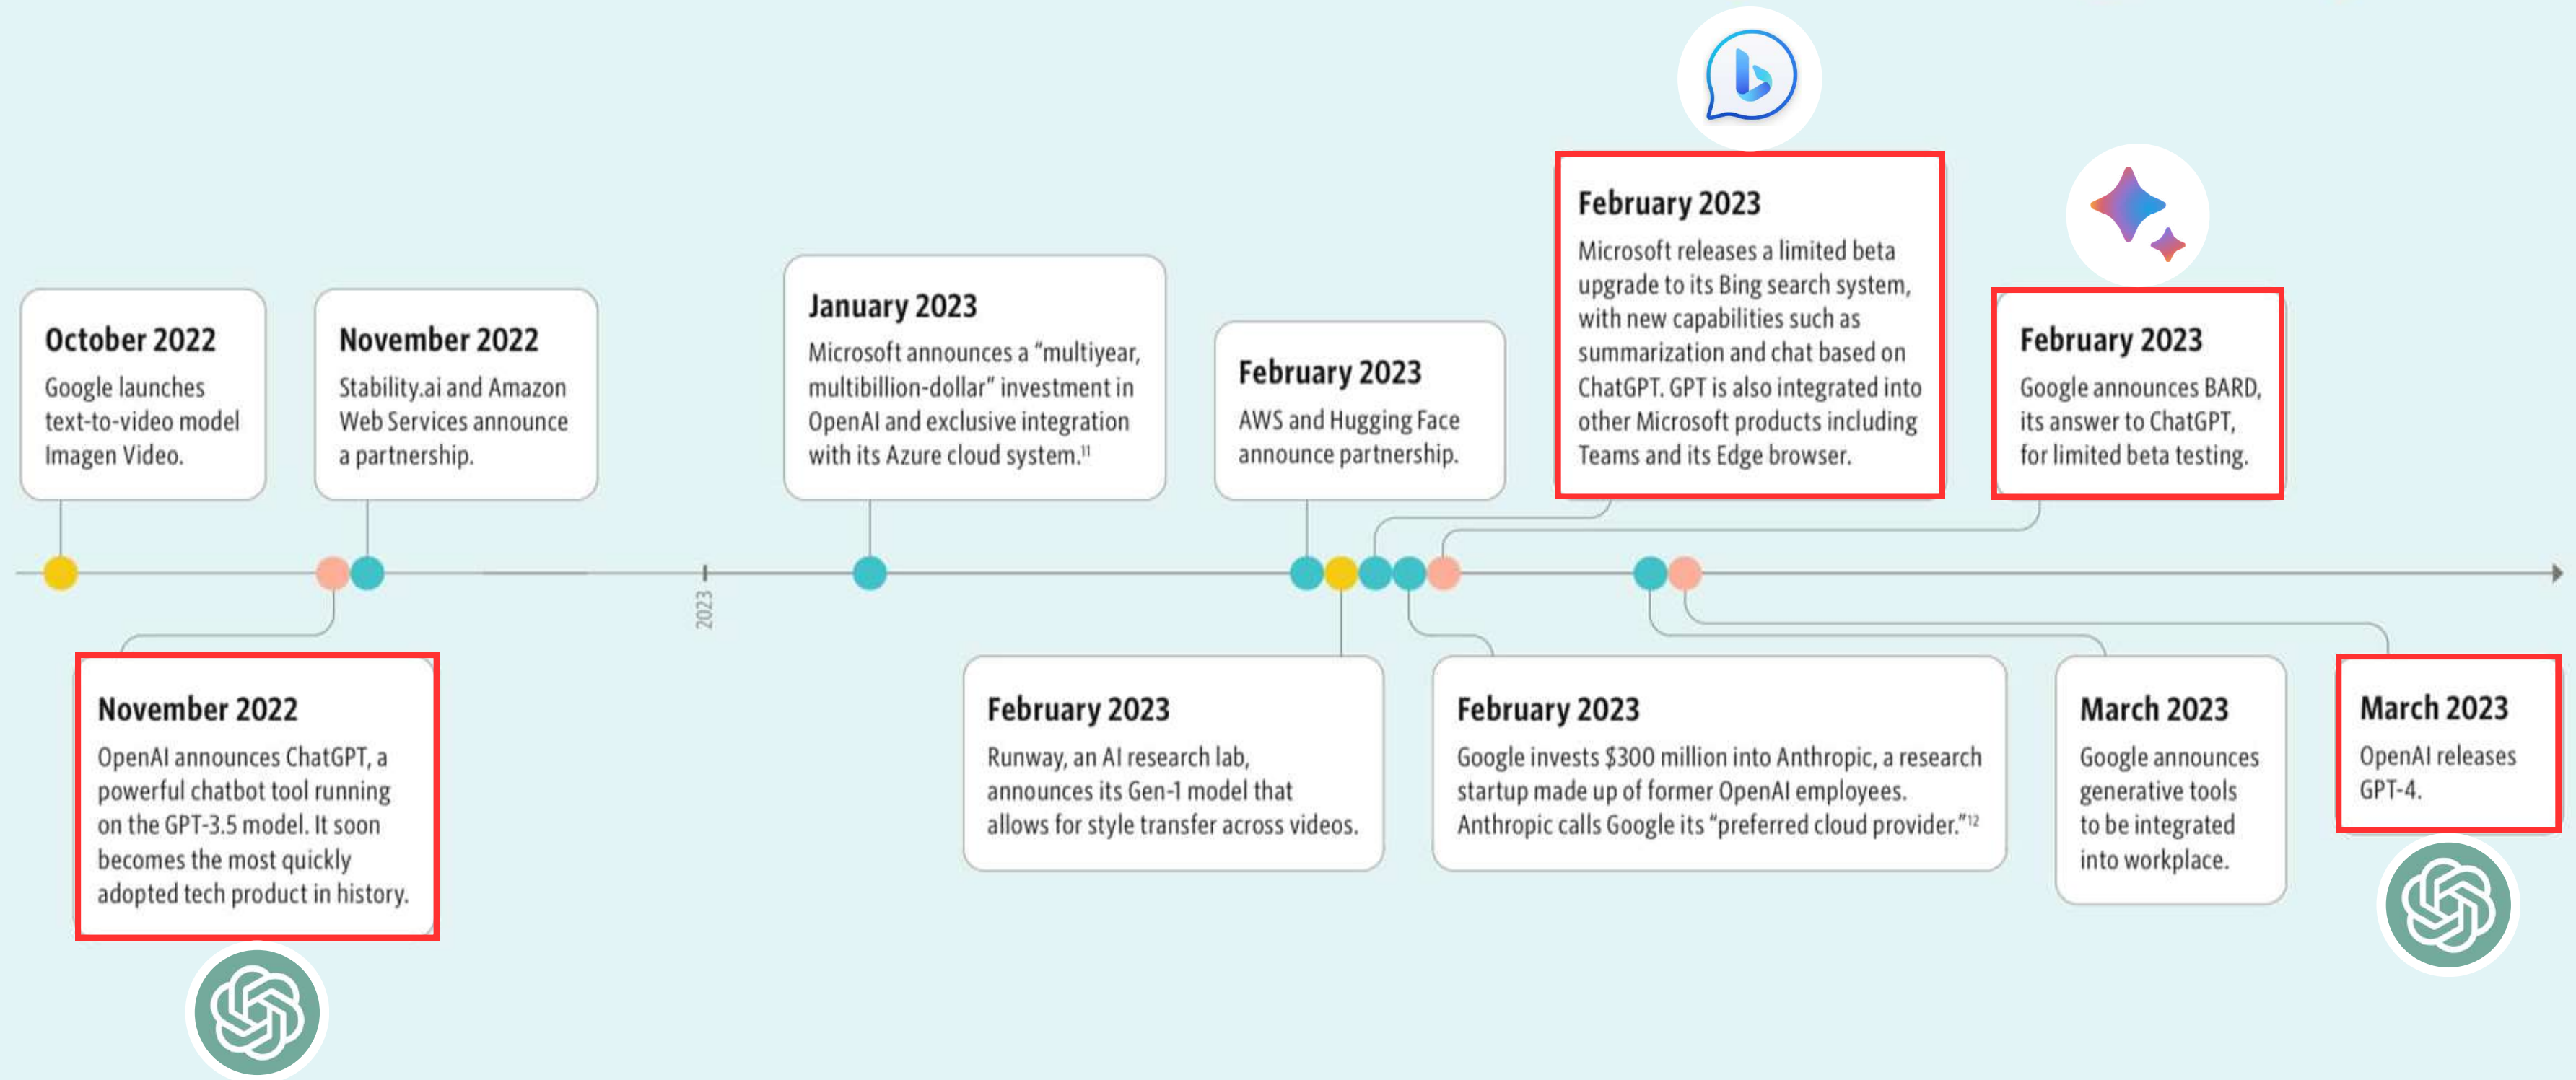 October 2022
Google launches
text-to-video model
Imagen Video.
November 2022
Stability.ai and Amazon
Web Services announce
a partnership.
January 2023
Microsoft announces a “multiyear,
multibillion-dollar” investment in
OpenAI and exclusive integration
with its Azure cloud system.¹¹
February 2023
AWS and Hugging Face
announce partnership.
February 2023
Microsoft releases a limited beta
upgrade to its Bing search system,
with new capabilities such as
summarization and chat based on
ChatGPT. GPT is also integrated into
other Microsoft products including
Teams and its Edge browser.
February 2023
Google announces BARD,
its answer to ChatGPT,
for limited beta testing.
2023
November 2022
OpenAI announces ChatGPT, a
powerful chatbot tool running
on the GPT-3.5 model. It soon
becomes the most quickly
adopted tech product in history.
February 2023
Runway, an AI research lab,
announces its Gen-1 model that
allows for style transfer across videos.
February 2023
Google invests $300 million into Anthropic, a research
startup made up of former OpenAI employees.
Anthropic calls Google its “preferred cloud provider.”¹²
March 2023
Google announces
generative tools
to be integrated
into workplace.
March 2023
OpenAI releases
GPT-4.